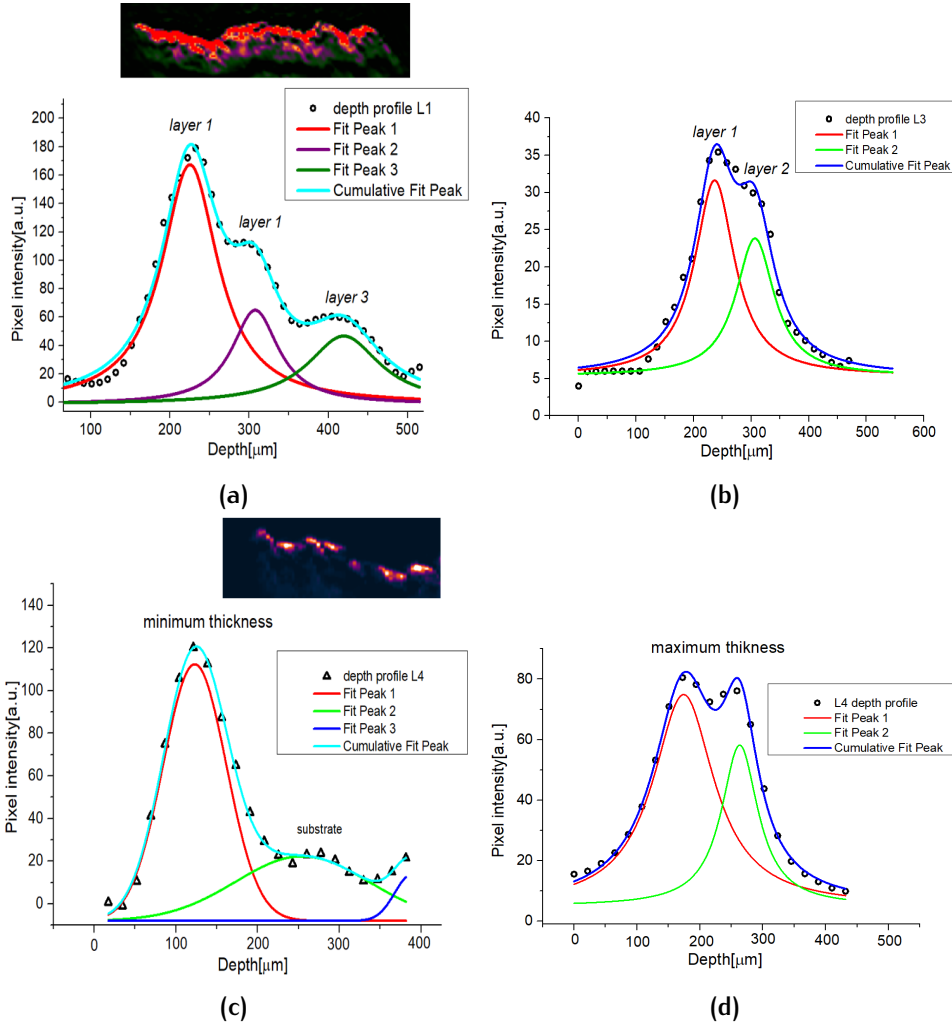 200
180
160
140
120
100
80
60
40
20
0
Pixel intensity[a.u.]
layer 1
layer 1
layer 3
depth profile L1
Fit Peak 1
Fit Peak 2
Fit Peak 3
Cumulative Fit Peak
100 200 300 400 500
Depth[μm]
(a)
40
35
30
25
20
15
10
5
0
Pixel intensity[a.u.]
layer 1
layer 2
depth profile L3
Fit Peak 1
Fit Peak 2
Cumulative Fit Peak
0 100 200 300 400 500 600
Depth[μm]
(b)
140
120
100
80
60
40
20
0
Pixel intensity[a.u.]
minimum thickness
substrate
depth profile L4
Fit Peak 1
Fit Peak 2
Fit Peak 3
Cumulative Fit Peak
0 100 200 300 400
Depth[μm]
(c)
80
60
40
20
0
Pixel intensity[a.u.]
maximum thikness
L4 depth profile
Fit Peak 1
Fit Peak 2
Cumulative Fit Peak
0 100 200 300 400 500
Depth[μm]
(d)